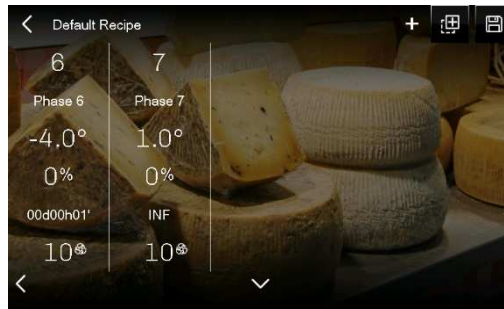 Default Recipe
6 7
Phase 6 Phase 7
-4.0° 1.0°
0% 0%
00d00h01' INF
10 10